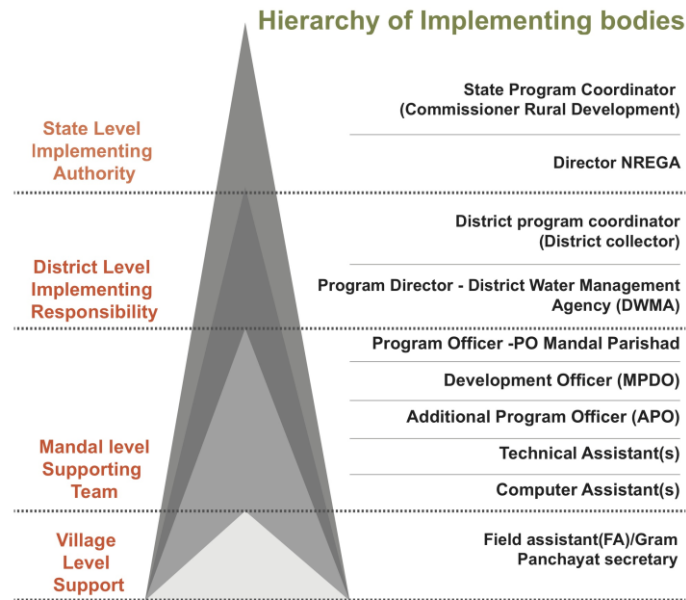 Hierarchy of Implementing bodies
State Level
Implementing
Authority
State Program Coordinator
(Commissioner Rural Development)
Director NREGA
District Level
Implementing
Responsibility
District program coordinator
(District collector)
Program Director - District Water Management
Agency (DWMA)
Mandal level
Supporting
Team
Program Officer -PO Mandal Parishad
Development Officer (MPDO)
Additional Program Officer (APO)
Technical Assistant(s)
Computer Assistant(s)
Village
Level
Support
Field assistant(FA)/Gram
Panchayat secretary